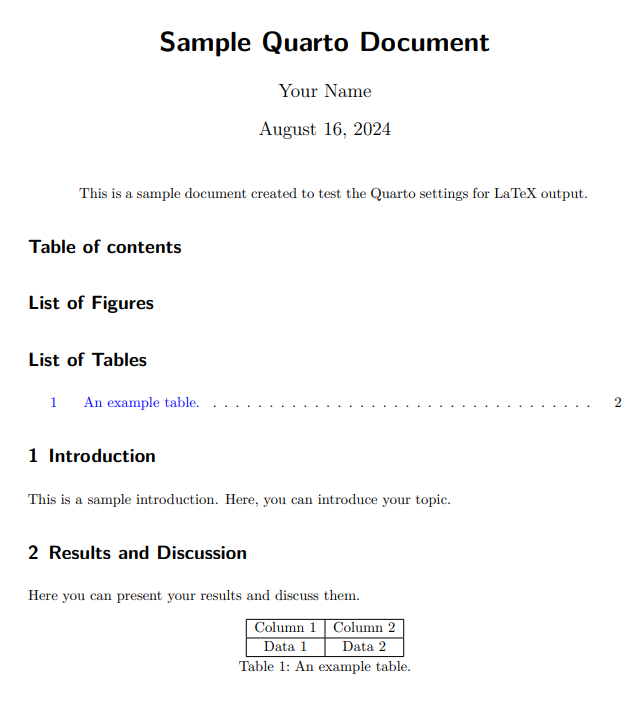 Sample Quarto Document
Your Name
August 16, 2024
This is a sample document created to test the Quarto settings for LaTeX output.
Table of contents
List of Figures
List of Tables
1 An example table. . . . . . . . . . . . . . . . . . . . . . . . . . . . . . . . . . . . 2
1 Introduction
This is a sample introduction. Here, you can introduce your topic.
2 Results and Discussion
Here you can present your results and discuss them.
Column 1 Column 2
Data 1 Data 2
Table 1: An example table.